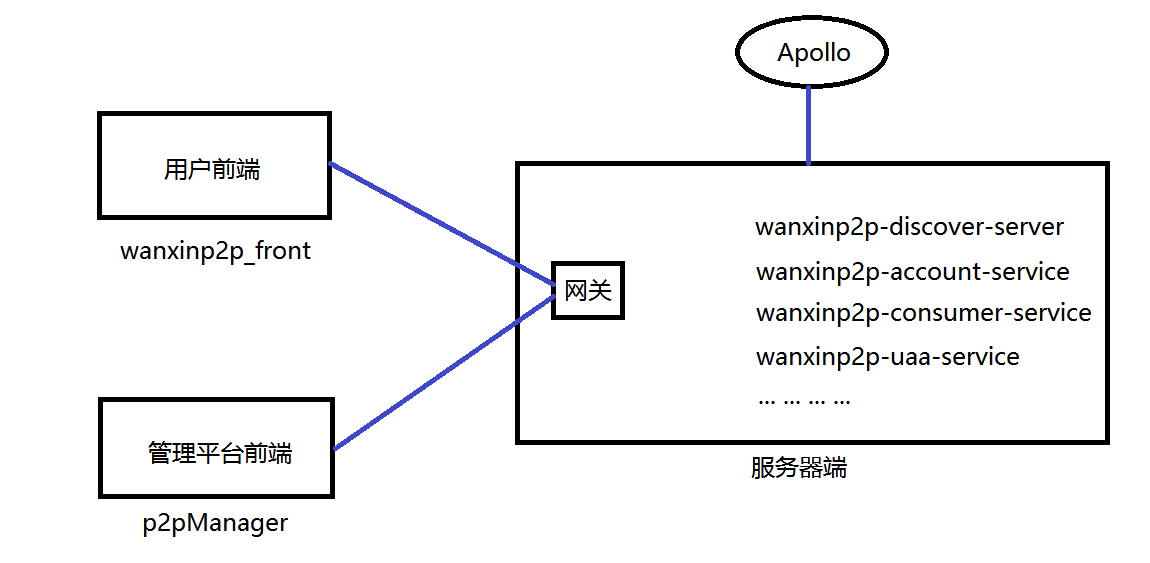 Apollo
用户前端
wanxinp2p_front
wanxinp2p-discover-server
wanxinp2p-account-service
网关
wanxinp2p-consumer-service
wanxinp2p-uaa-service
... ... ... ...
管理平台前端
服务器端
p2pManager